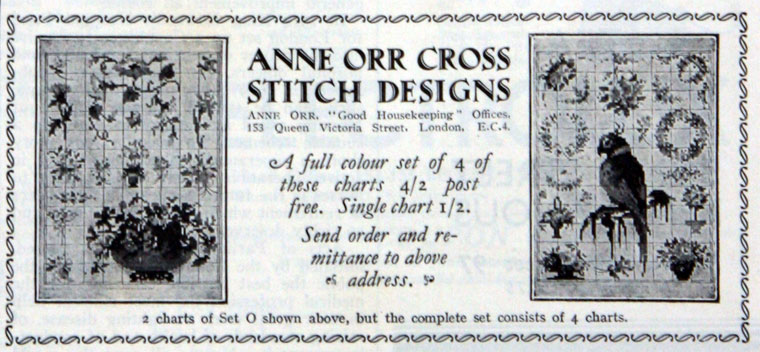 ANNE ORR CROSS
STITCH DESIGNS
ANNE ORR, "Good Housekeeping" Offices,
153 Queen Victoria Street, London, E.C.4.
A full colour set of 4 of
these charts 4/2 post
free. Single chart 1/2.
Send order and re-
mittance to above
address.
2 charts of Set O shown above, but the complete set consists of 4 charts.